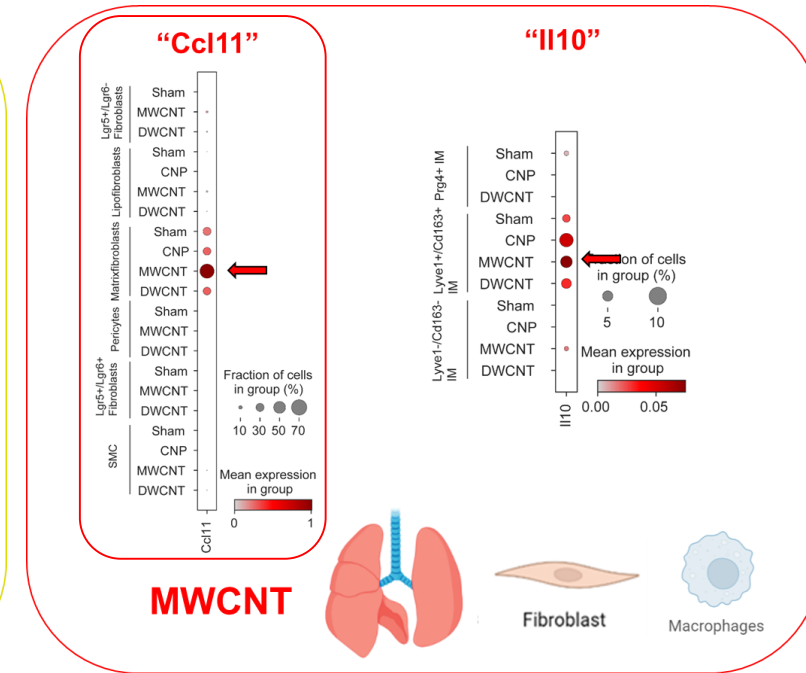 “Ccl11”
Lgr5+/Lgr6-
Fibroblasts
Sham
MWCNT
DWCNT
Lipofibroblasts
Sham
CNP
MWCNT
DWCNT
Matrixfibroblasts
Sham
CNP
MWCNT
DWCNT
Pericytes
Sham
MWCNT
DWCNT
Lgr5+/Lgr6+
Fibroblasts
Sham
MWCNT
DWCNT
SMC
Sham
CNP
MWCNT
DWCNT
Ccl11
Fraction of cells
in group (%)
10 30 50 70
Mean expression
in group
0 1
“Il10”
Prg4+ IM
Sham
CNP
DWCNT
Lyve1+/Cd163+
IM
Sham
CNP
MWCNT
DWCNT
Lyve1-/Cd163-
IM
Sham
CNP
MWCNT
DWCNT
Il10
of cells
in group (%)
5 10
Mean expression
in group
0.00 0.05
MWCNT
Fibroblast
Macrophages